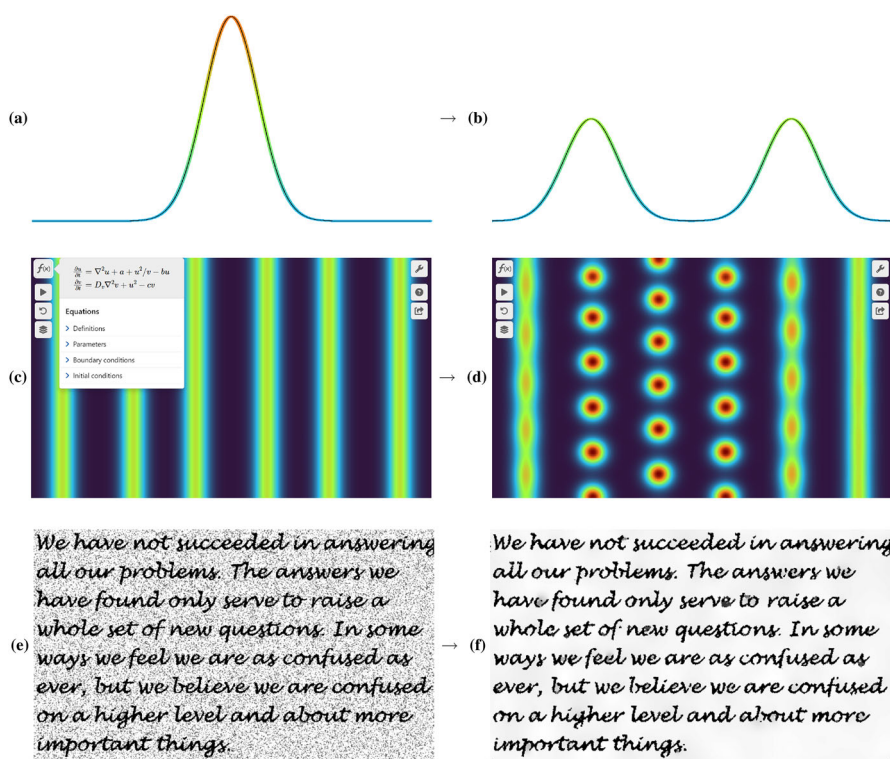 (a)
→ (b)
f(x)
∂u/∂t = ∇²u + a + u²/v − bu
∂v/∂t = D_v∇²v + u² − cv
Equations
Definitions
Parameters
Boundary conditions
Initial conditions
(c)
→ (d)
f(x)
(e)
We have not succeeded in answering
all our problems. The answers we
have found only serve to raise a
whole set of new questions. In some
ways we feel we are as confused as
ever, but we believe we are confused
on a higher level and about more
important things.
→ (f)
We have not succeeded in answering
all our problems. The answers we
have found only serve to raise a
whole set of new questions. In some
ways we feel we are as confused as
ever, but we believe we are confused
on a higher level and about more
important things.